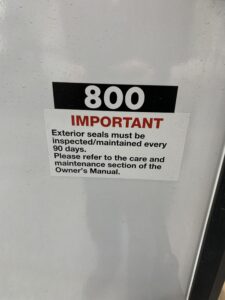 800
IMPORTANT
Exterior seals must be
inspected/maintained every
90 days.
Please refer to the care and
maintenance section of the
Owner's Manual.